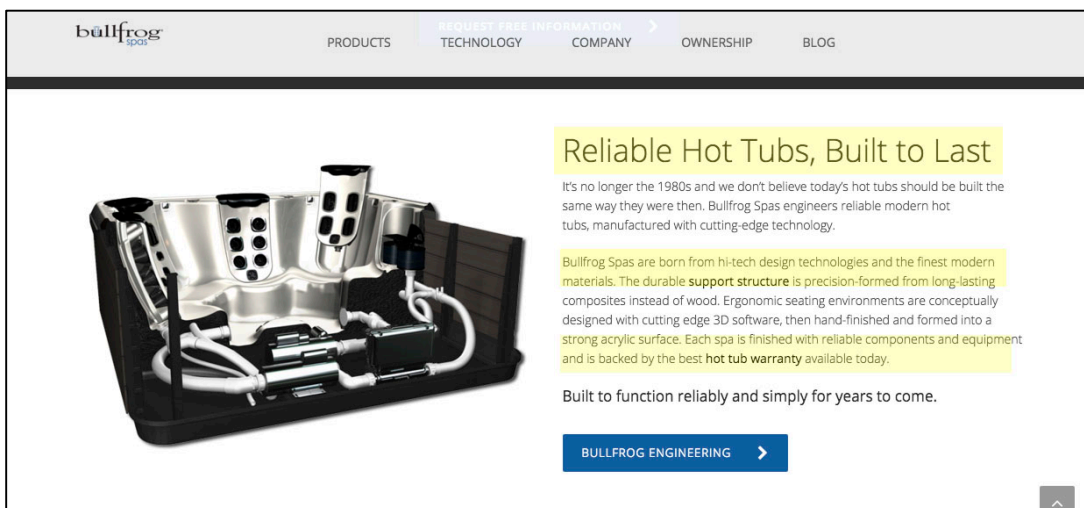 REQUEST FREE INFORMATION
bullfrog
spas
PRODUCTS TECHNOLOGY COMPANY OWNERSHIP BLOG
Reliable Hot Tubs, Built to Last
It's no longer the 1980s and we don't believe today's hot tubs should be built the
same way they were then. Bullfrog Spas engineers reliable modern hot
tubs, manufactured with cutting-edge technology.
Bullfrog Spas are born from hi-tech design technologies and the finest modern
materials. The durable support structure is precision-formed from long-lasting
composites instead of wood. Ergonomic seating environments are conceptually
designed with cutting edge 3D software, then hand-finished and formed into a
strong acrylic surface. Each spa is finished with reliable components and equipment
and is backed by the best hot tub warranty available today.
Built to function reliably and simply for years to come.
BULLFROG ENGINEERING